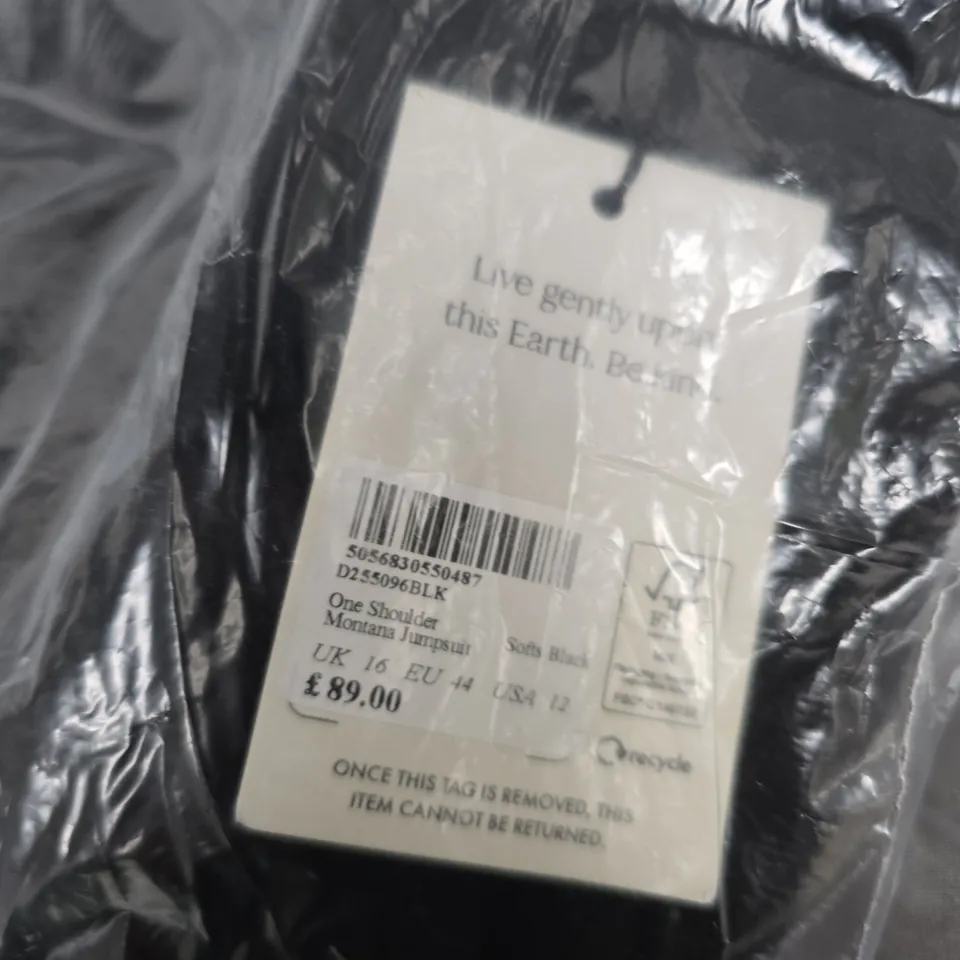 Live gently upon
this Earth. Be kind.
5056830550487
D255096BLK
One Shoulder
Montana Jumpsuit Softs Black
UK 16 EU 44 USA 12
£89.00
recycle
ONCE THIS TAG IS REMOVED, THIS
ITEM CANNOT BE RETURNED.